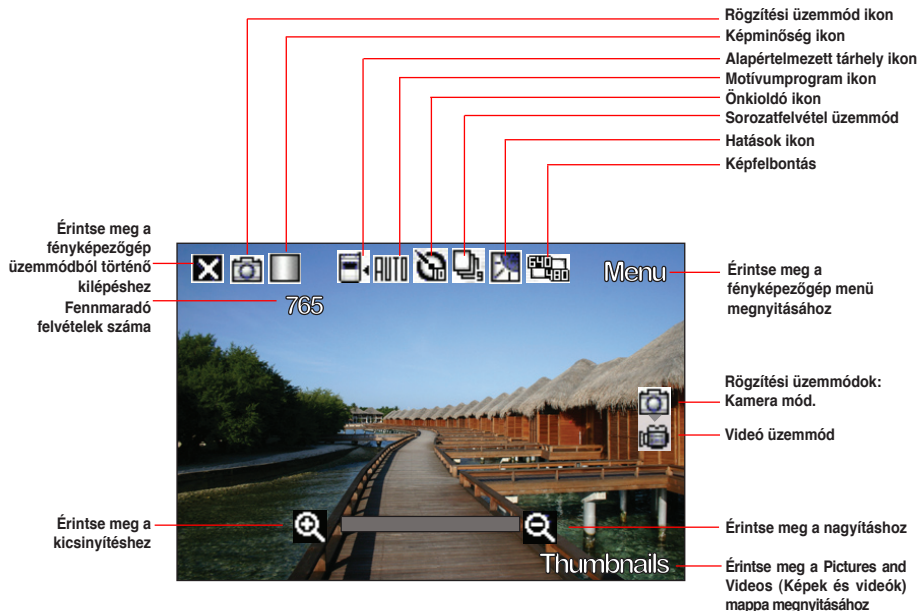 Rögzítési üzemmód ikon
Képminőség ikon
Alapértelmezett tárhely ikon
Motívumprogram ikon
Önkioldó ikon
Sorozatfelvétel üzemmód
Hatások ikon
Képfelbontás
Érintse meg a
fényképezőgép
üzemmódból történő
kilépéshez
Fennmaradó
felvételek száma
AUTO
10
9
640
480
Menu
765
Érintse meg a
fényképezőgép menü
megnyitásához
Rögzítési üzemmódok:
Kamera mód.
Videó üzemmód
Érintse meg a
kicsinyítéshez
Érintse meg a nagyításhoz
Thumbnails
Érintse meg a Pictures and
Videos (Képek és videók)
mappa megnyitásához